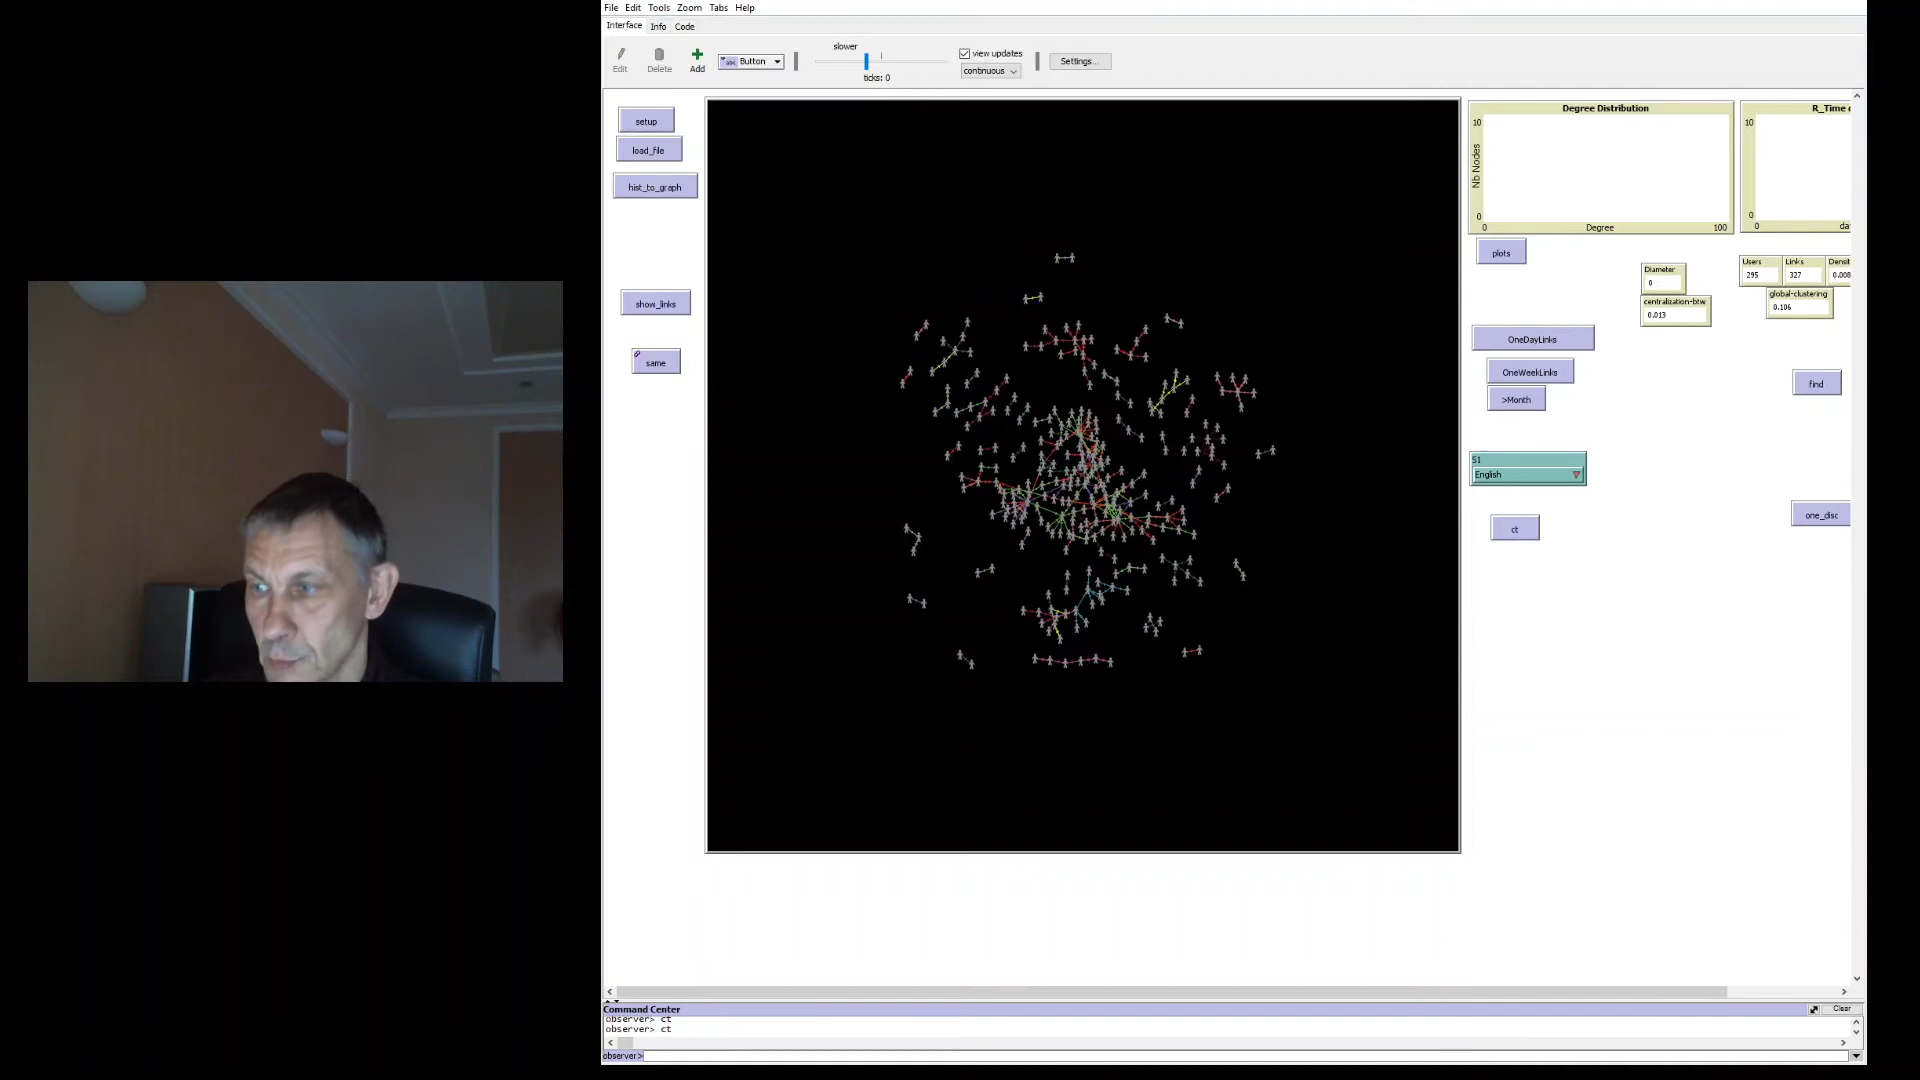 File Edit Tools Zoom Tabs Help
Interface Info Code
Edit Delete Add abc Button slower ticks: 0 view updates continuous Settings...
setup
load_file
hist_to_graph
show_links
same
Degree Distribution
10
Nb Nodes
0
0 Degree 100
R_Time
10
0
0
plots
Diameter
0
centralization-btw
0.013
Users Links
295 327 0.008
global-clustering
0.106
OneDayLinks
OneWeekLinks
>Month
find
S1
English
one_disc
ct
Command Center Clear
observer> ct
observer> ct
observer>